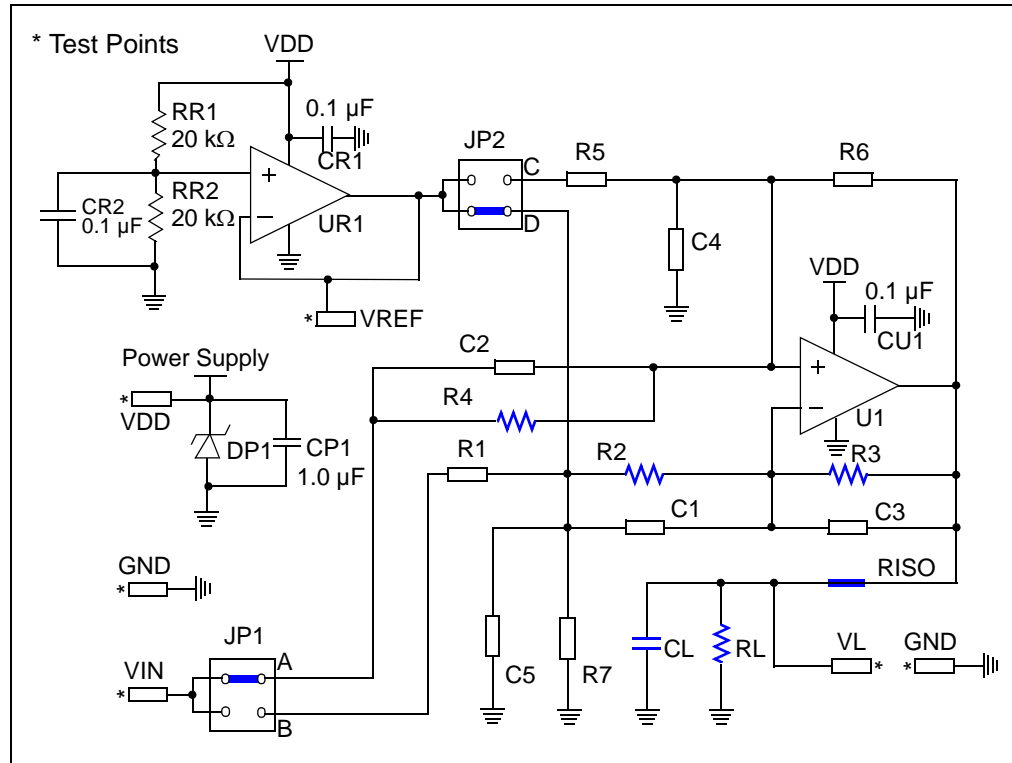 * Test Points
VDD
RR1
20 kΩ
0.1 µF
CR1
JP2
C
D
R5
R6
RR2
20 kΩ
CR2
0.1 µF
+
−
UR1
C4
* VREF
VDD
0.1 µF
CU1
Power Supply
*
VDD
DP1
CP1
1.0 µF
C2
R4
+
−
U1
R1
R2
R3
C1
C3
GND
*
RISO
JP1
A
B
VIN
*
C5
R7
CL
RL
VL
*
GND
*